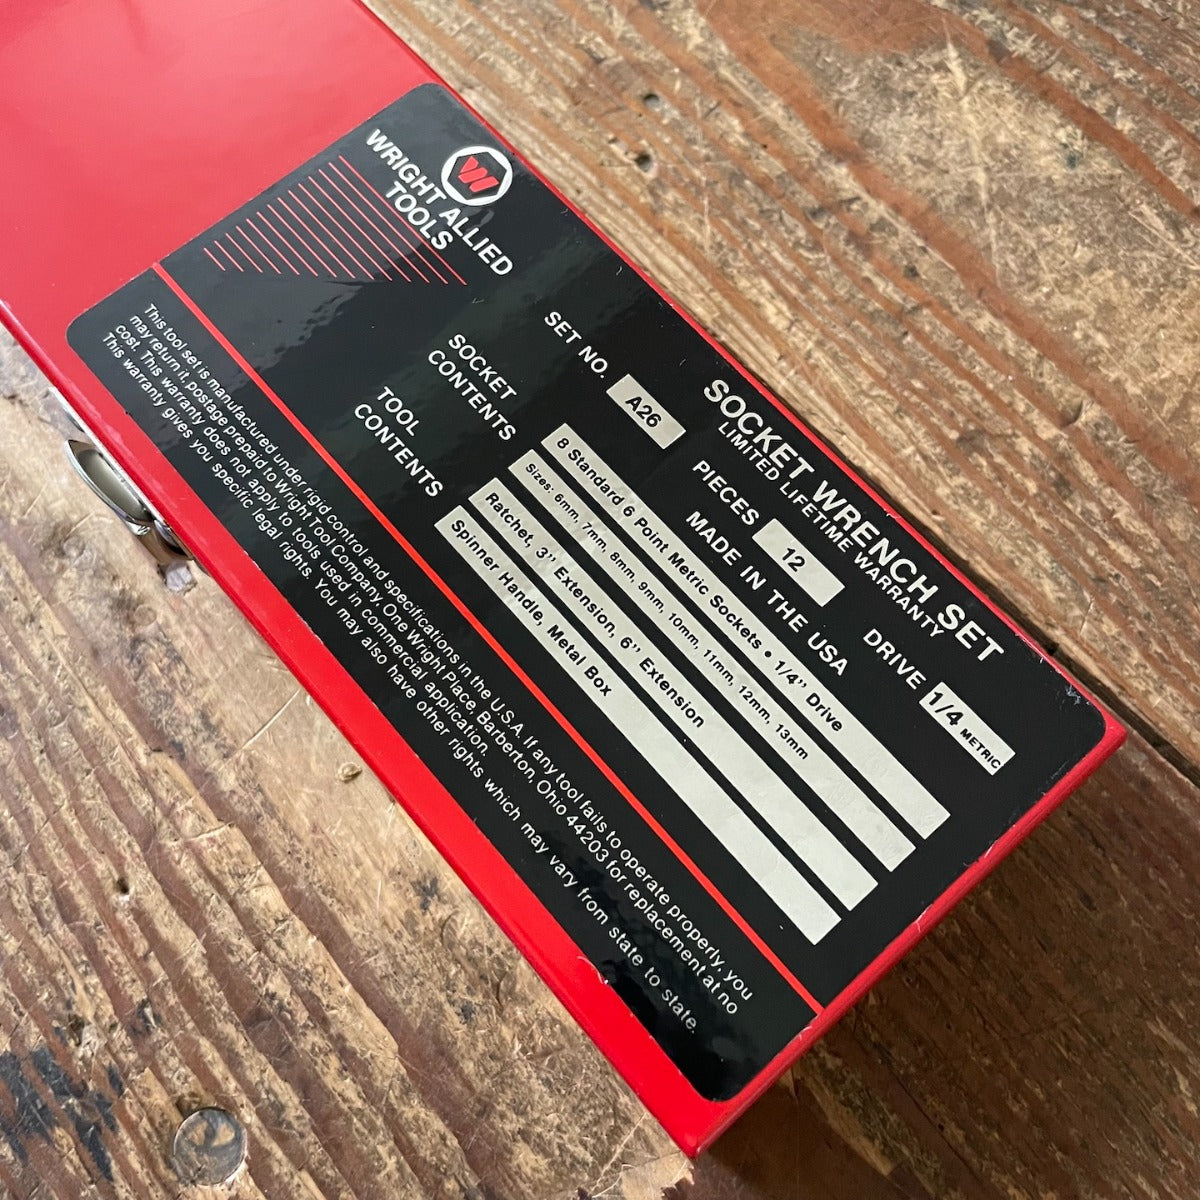 W
WRIGHT ALLIED
TOOLS
SOCKET WRENCH SET
LIMITED LIFETIME WARRANTY
SET NO. A26 PIECES 12 DRIVE 1/4 METRIC
MADE IN THE USA
SOCKET
CONTENTS
8 Standard 6 Point Metric Sockets • 1/4" Drive
Sizes: 6mm, 7mm, 8mm, 9mm, 10mm, 11mm, 12mm, 13mm
TOOL
CONTENTS
Ratchet, 3" Extension, 6" Extension
Spinner Handle, Metal Box
This tool set is manufactured under rigid control and specifications in the U.S.A. If any tool fails to operate properly, you
may return it, postage prepaid to Wright Tool Company, One Wright Place, Barberton, Ohio 44203 for replacement at no
cost. This warranty does not apply to tools used in commercial application.
This warranty gives you specific legal rights. You may also have other rights which may vary from state to state.